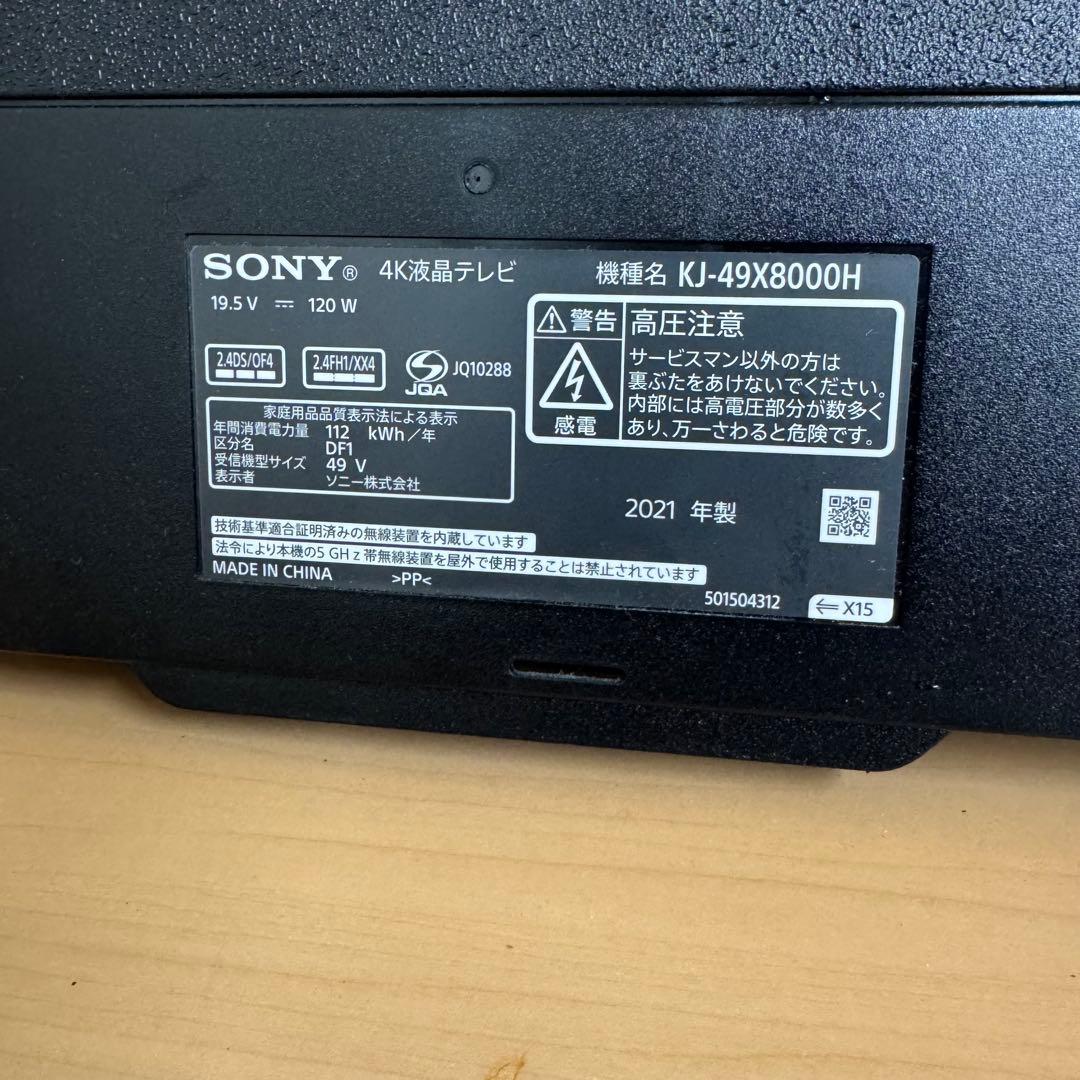 SONY® 4K液晶テレビ 機種名 KJ-49X8000H
19.5 V ⎓ 120 W
2.4DS/OF4 2.4FH1/XX4 JQA JQ10288
警告 高圧注意
感電
サービスマン以外の方は
裏ぶたをあけないでください。
内部には高電圧部分が数多く
あり、万一さわると危険です。
家庭用品品質表示法による表示
年間消費電力量 112 kWh/年
区分名 DF1
受信機型サイズ 49 V
表示者 ソニー株式会社
2021 年製
技術基準適合証明済みの無線装置を内蔵しています
法令により本機の5 GHz帯無線装置を屋外で使用することは禁止されています
MADE IN CHINA >PP<
501504312 ⇐ X15